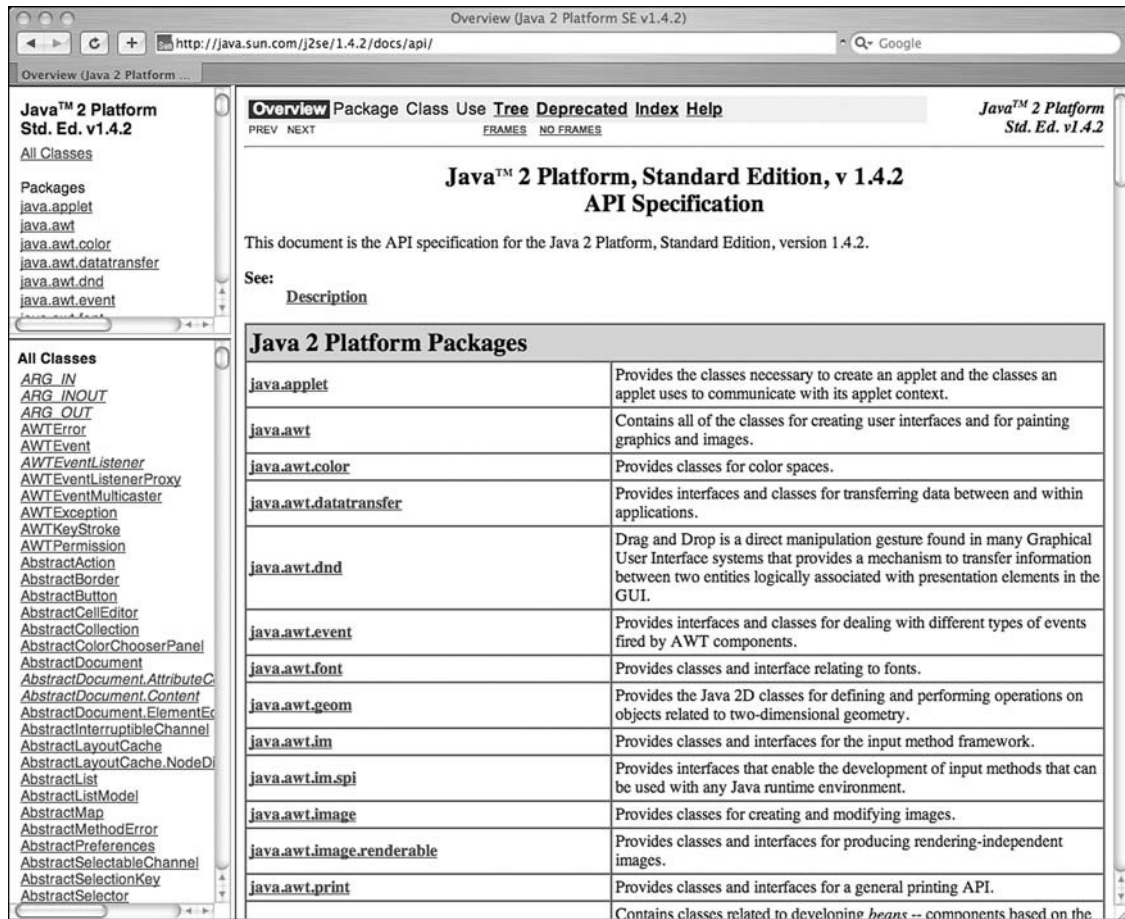 Overview (Java 2 Platform SE v1.4.2)
http://java.sun.com/j2se/1.4.2/docs/api/
Google
Overview (Java 2 Platform ...
Java™ 2 Platform
Std. Ed. v1.4.2
All Classes
Packages
java.applet
java.awt
java.awt.color
java.awt.datatransfer
java.awt.dnd
java.awt.event
java.awt.font
All Classes
ARG_IN
ARG_INOUT
ARG_OUT
AWTError
AWTEvent
AWTEventListener
AWTEventListenerProxy
AWTEventMulticaster
AWTException
AWTKeyStroke
AWTPermission
AbstractAction
AbstractBorder
AbstractButton
AbstractCellEditor
AbstractCollection
AbstractColorChooserPanel
AbstractDocument
AbstractDocument.AttributeC
AbstractDocument.Content
AbstractDocument.ElementEd
AbstractInterruptibleChannel
AbstractLayoutCache
AbstractLayoutCache.NodeDi
AbstractList
AbstractListModel
AbstractMap
AbstractMethodError
AbstractPreferences
AbstractSelectableChannel
AbstractSelectionKey
AbstractSelector
Overview Package Class Use Tree Deprecated Index Help
PREV NEXT FRAMES NO FRAMES
Java™ 2 Platform
Std. Ed. v1.4.2
Java™ 2 Platform, Standard Edition, v 1.4.2
API Specification
This document is the API specification for the Java 2 Platform, Standard Edition, version 1.4.2.
See:
Description
Java 2 Platform Packages
java.applet
Provides the classes necessary to create an applet and the classes an
applet uses to communicate with its applet context.
java.awt
Contains all of the classes for creating user interfaces and for painting
graphics and images.
java.awt.color
Provides classes for color spaces.
java.awt.datatransfer
Provides interfaces and classes for transferring data between and within
applications.
java.awt.dnd
Drag and Drop is a direct manipulation gesture found in many Graphical
User Interface systems that provides a mechanism to transfer information
between two entities logically associated with presentation elements in the
GUI.
java.awt.event
Provides interfaces and classes for dealing with different types of events
fired by AWT components.
java.awt.font
Provides classes and interface relating to fonts.
java.awt.geom
Provides the Java 2D classes for defining and performing operations on
objects related to two-dimensional geometry.
java.awt.im
Provides classes and interfaces for the input method framework.
java.awt.im.spi
Provides interfaces that enable the development of input methods that can
be used with any Java runtime environment.
java.awt.image
Provides classes for creating and modifying images.
java.awt.image.renderable
Provides classes and interfaces for producing rendering-independent
images.
java.awt.print
Provides classes and interfaces for a general printing API.
Contains classes related to developing beans -- components based on the